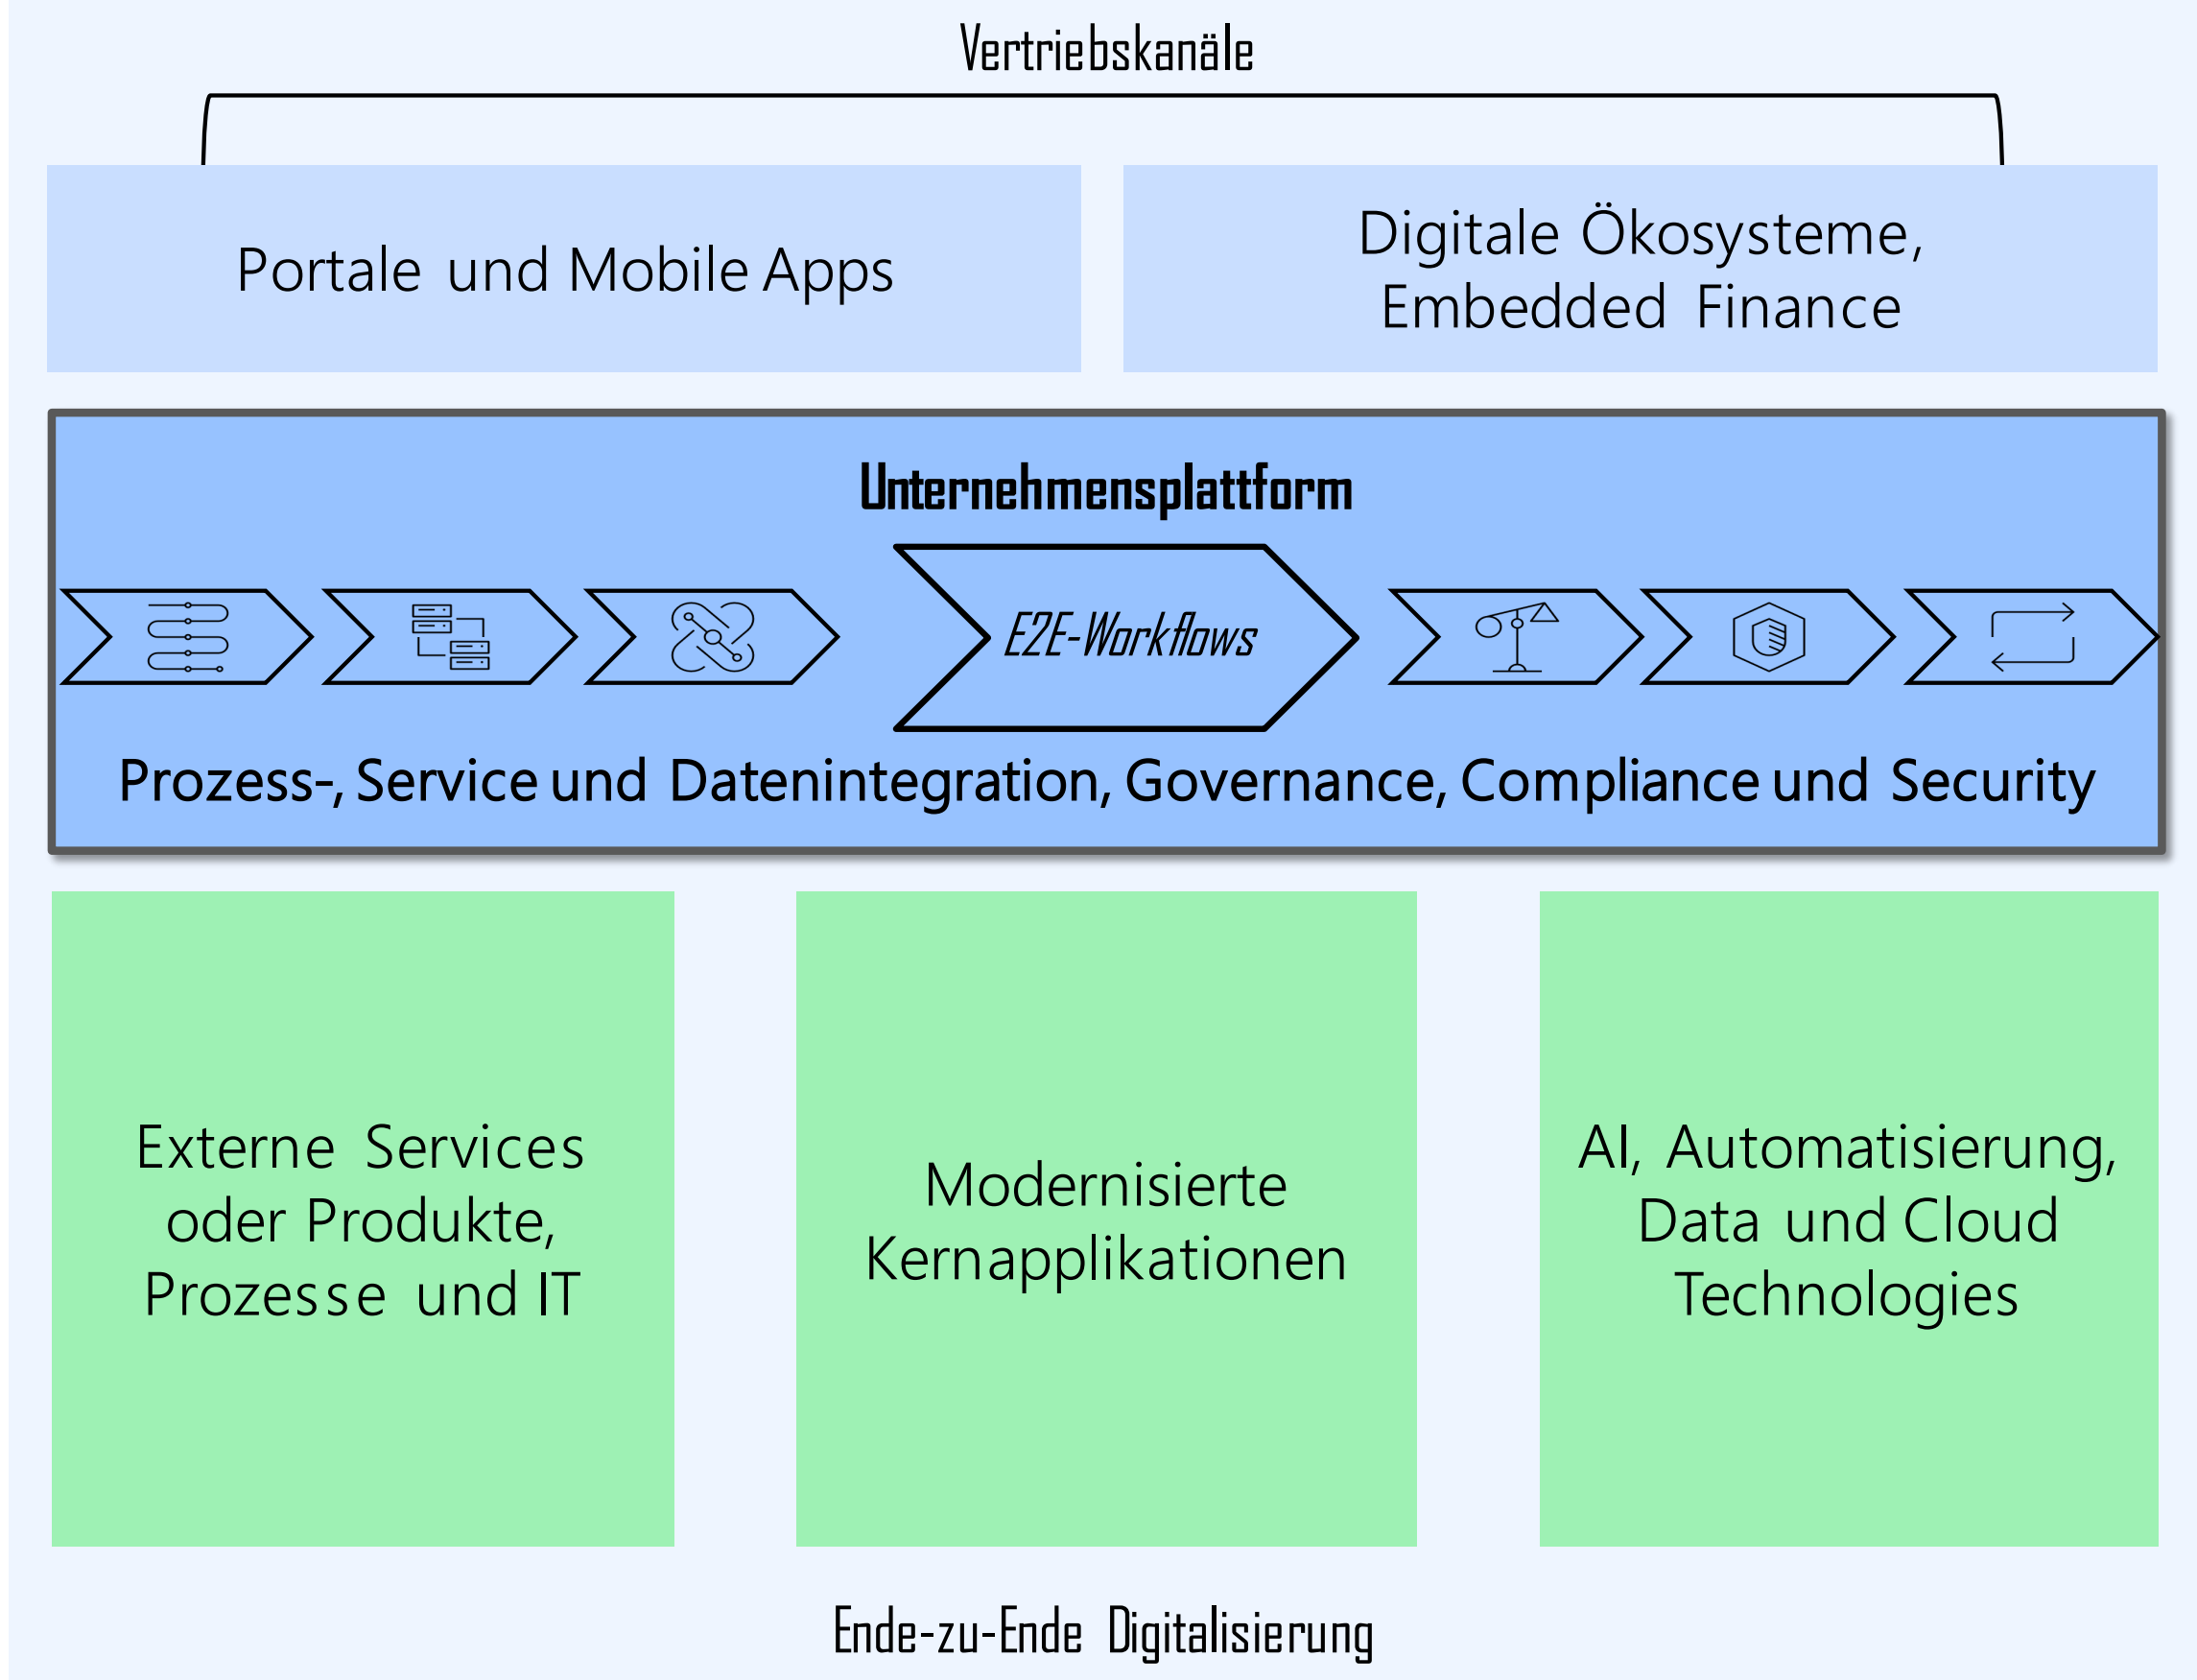 Vertriebskanäle
Portale und Mobile Apps
Digitale Ökosysteme,
Embedded Finance
Unternehmensplattform
E2E-Workflows
Prozess-, Service und Datenintegration, Governance, Compliance und Security
Externe Services
oder Produkte,
Prozesse und IT
Modernisierte
Kernapplikationen
AI, Automatisierung,
Data und Cloud
Technologies
Ende-zu-Ende Digitalisierung